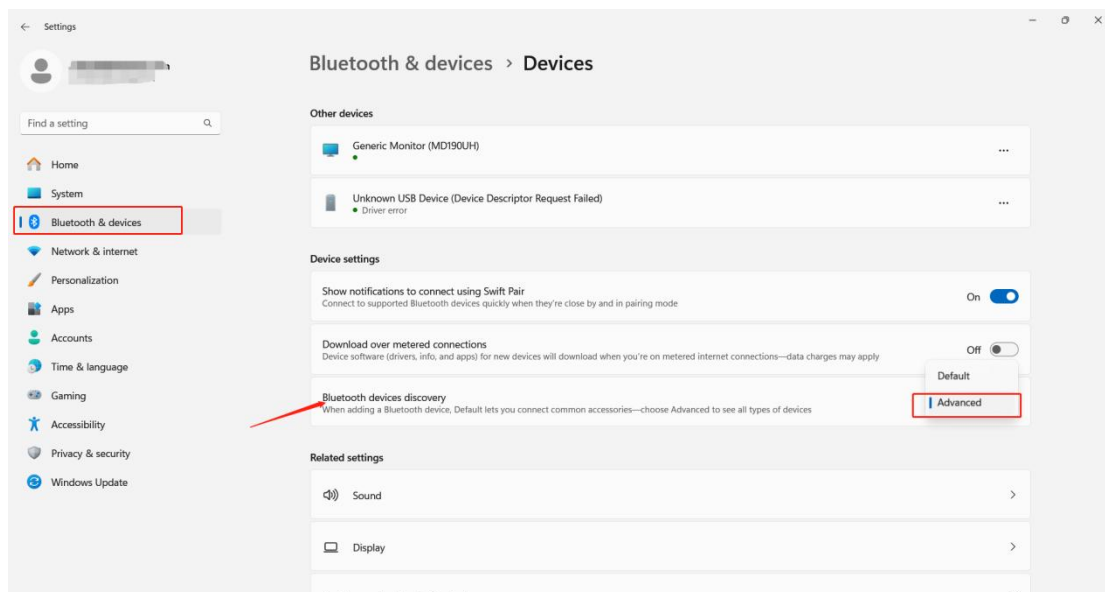 Settings
Find a setting
Home
System
Bluetooth & devices
Network & internet
Personalization
Apps
Accounts
Time & language
Gaming
Accessibility
Privacy & security
Windows Update
Bluetooth & devices > Devices
Other devices
Generic Monitor (MD190UH)
Unknown USB Device (Device Descriptor Request Failed)
Driver error
Device settings
Show notifications to connect using Swift Pair
Connect to supported Bluetooth devices quickly when they're close by and in pairing mode
On
Download over metered connections
Device software (drivers, info, and apps) for new devices will download when you're on metered internet connections—data charges may apply
Off
Bluetooth devices discovery
When adding a Bluetooth device, Default lets you connect common accessories—choose Advanced to see all types of devices
Default
Advanced
Related settings
Sound
Display